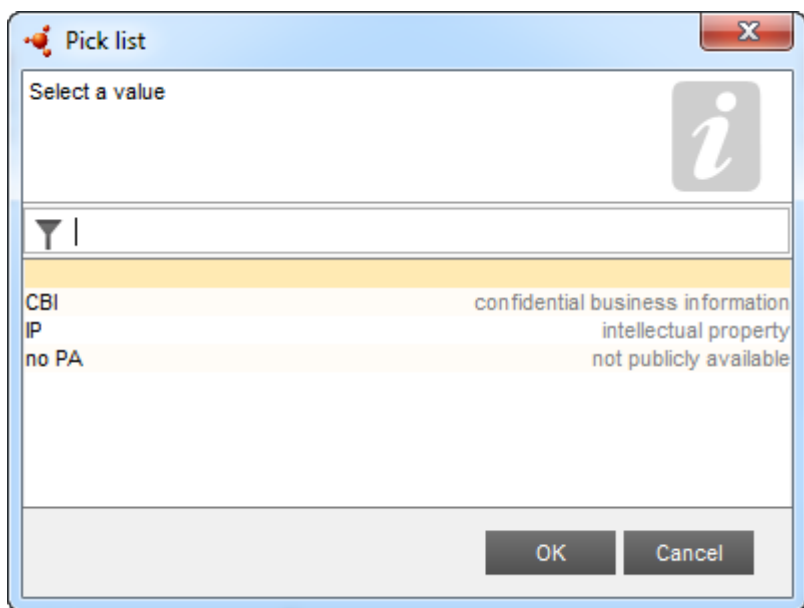 Pick list
Select a value
CBI confidential business information
IP intellectual property
no PA not publicly available
OK Cancel